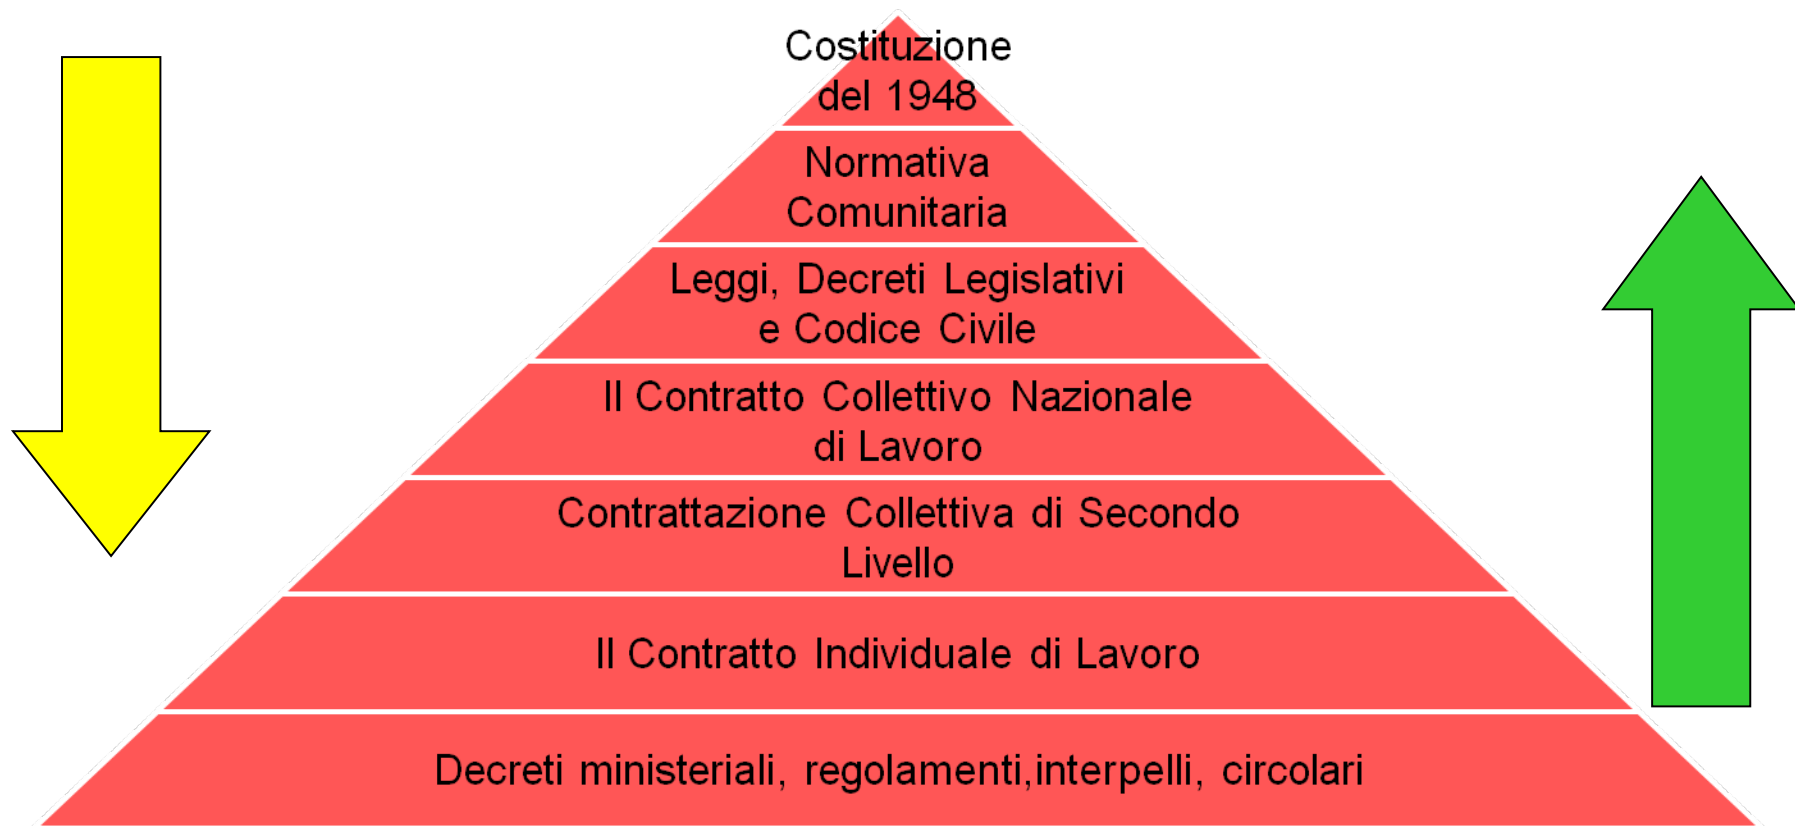 Costituzione
del 1948
Normativa
Comunitaria
Leggi, Decreti Legislativi
e Codice Civile
Il Contratto Collettivo Nazionale
di Lavoro
Contrattazione Collettiva di Secondo
Livello
Il Contratto Individuale di Lavoro
Decreti ministeriali, regolamenti,interpelli, circolari